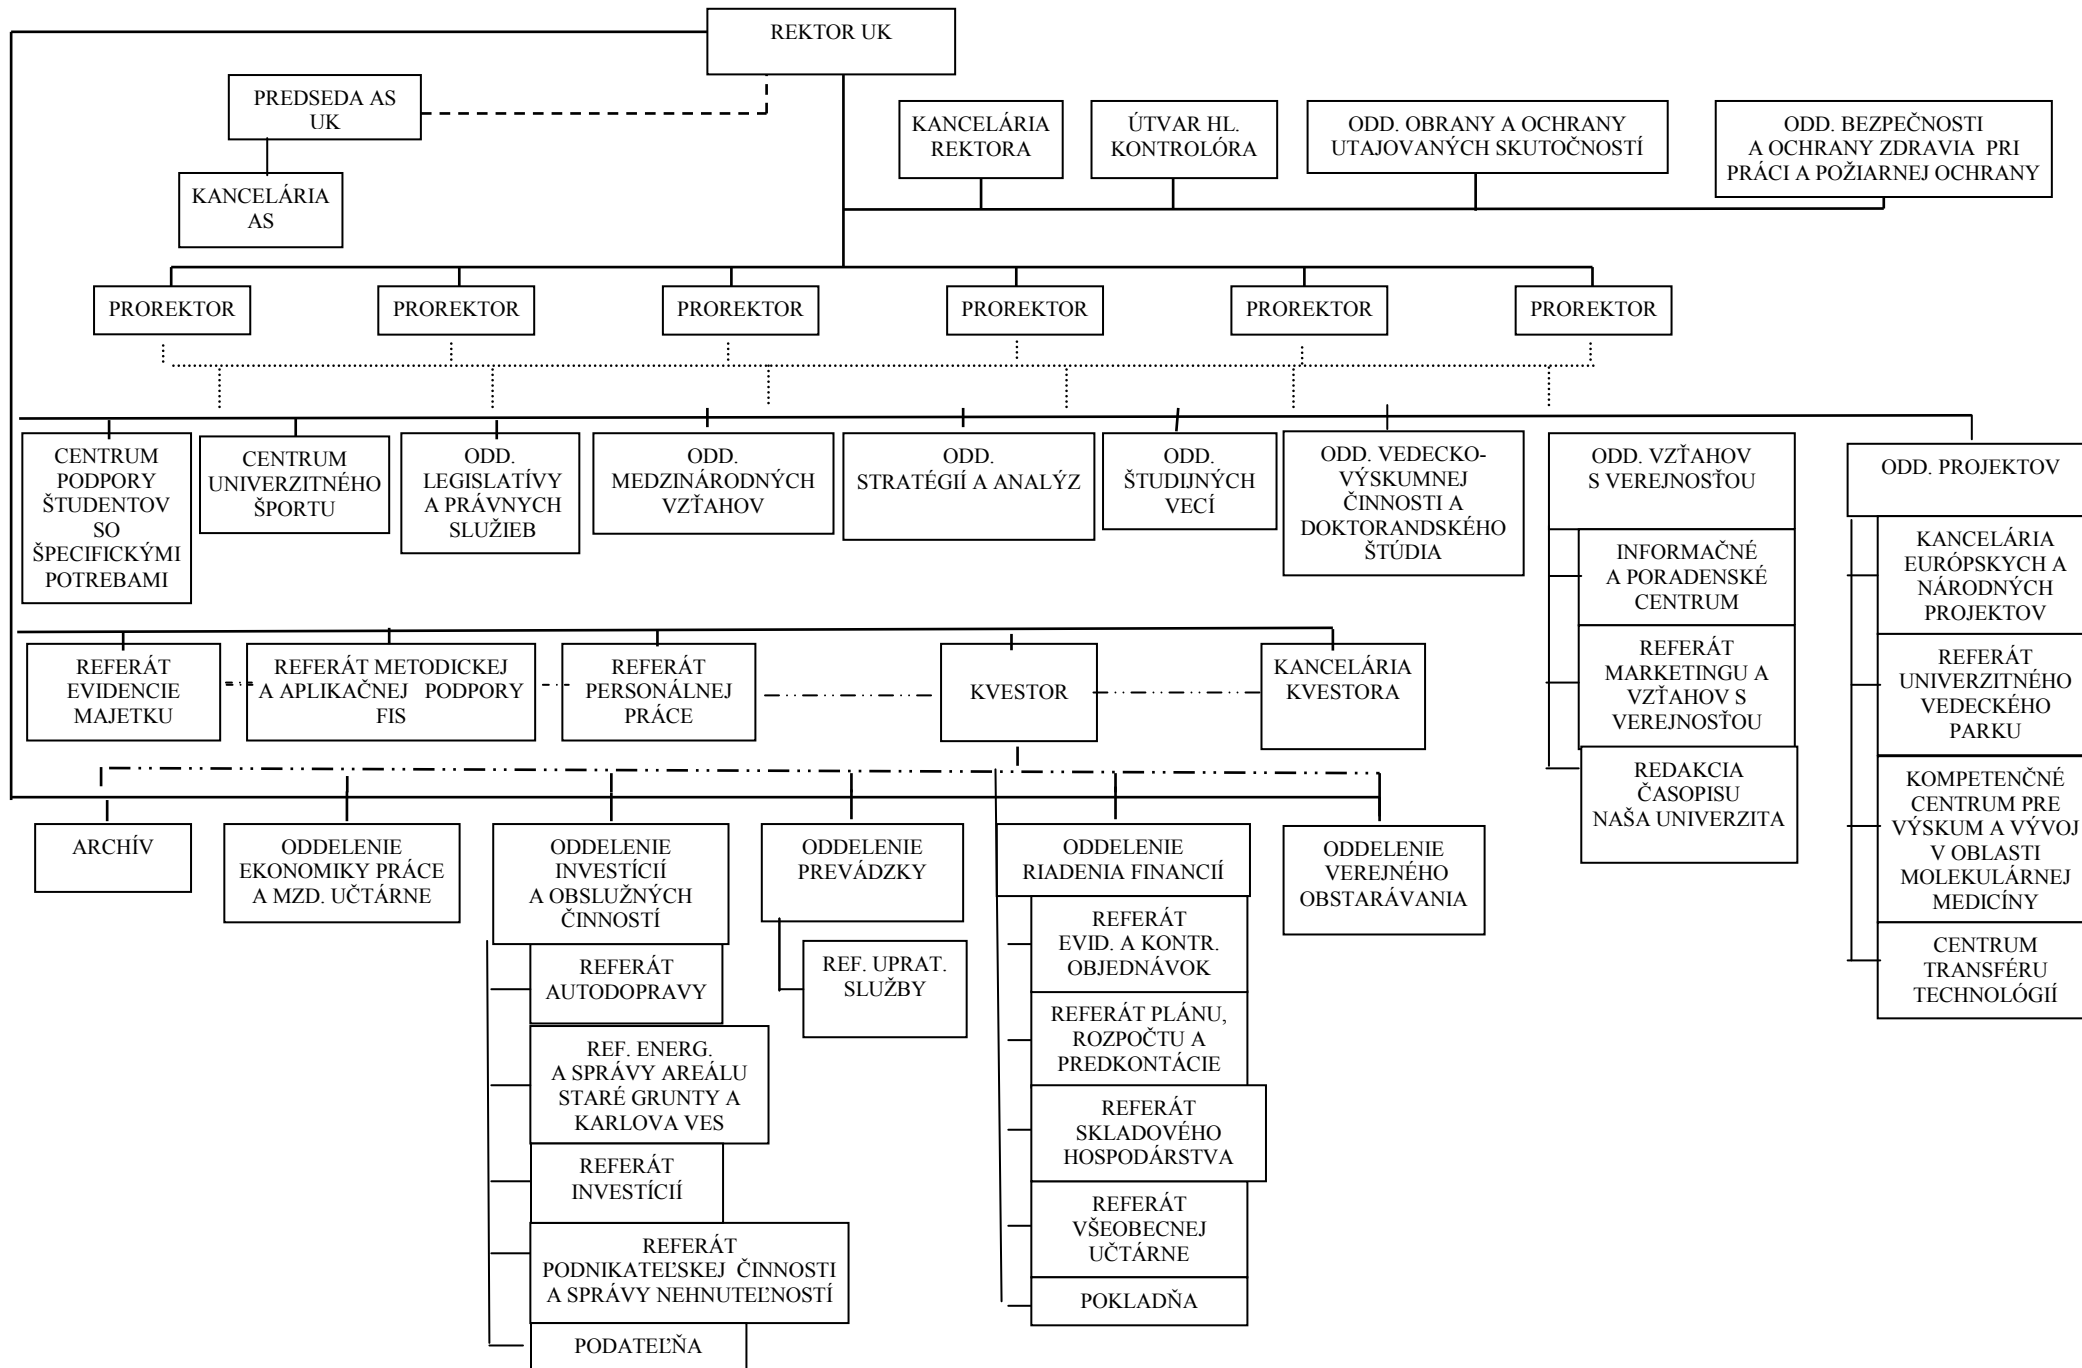 REKTOR UK
PREDSEDA AS
UK
KANCELÁRIA
AS
KANCELÁRIA
REKTORA
ÚTVAR HL.
KONTROLÓRA
ODD. OBRANY A OCHRANY
UTAJOVANÝCH SKUTOČNOSTÍ
ODD. BEZPEČNOSTI
A OCHRANY ZDRAVIA PRI
PRÁCI A POŽIARNEJ OCHRANY
PROREKTOR
PROREKTOR
PROREKTOR
PROREKTOR
PROREKTOR
PROREKTOR
CENTRUM
PODPORY
ŠTUDENTOV
SO
ŠPECIFICKÝMI
POTREBAMI
CENTRUM
UNIVERZITNÉHO
ŠPORTU
ODD.
LEGISLATÍVY
A PRÁVNYCH
SLUŽIEB
ODD.
MEDZINÁRODNÝCH
VZŤAHOV
ODD.
STRATÉGIÍ A ANALÝZ
ODD.
ŠTUDIJNÝCH
VECÍ
ODD. VEDECKO-
VÝSKUMNEJ
ČINNOSTI A
DOKTORANDSKÉHO
ŠTÚDIA
ODD. VZŤAHOV
S VEREJNOSŤOU
INFORMAČNÉ
A PORADENSKÉ
CENTRUM
REFERÁT
MARKETINGU A
VZŤAHOV S
VEREJNOSŤOU
REDAKCIA
ČASOPISU
NAŠA UNIVERZITA
ODD. PROJEKTOV
KANCELÁRIA
EURÓPSKYCH A
NÁRODNÝCH
PROJEKTOV
REFERÁT
UNIVERZITNÉHO
VEDECKÉHO
PARKU
KOMPETENČNÉ
CENTRUM PRE
VÝSKUM A VÝVOJ
V OBLASTI
MOLEKULÁRNEJ
MEDICÍNY
CENTRUM
TRANSFÉRU
TECHNOLÓGIÍ
REFERÁT
EVIDENCIE
MAJETKU
REFERÁT METODICKEJ
A APLIKAČNEJ PODPORY
FIS
REFERÁT
PERSONÁLNEJ
PRÁCE
KVESTOR
KANCELÁRIA
KVESTORA
ARCHÍV
ODDELENIE
EKONOMIKY PRÁCE
A MZD. UČTÁRNE
ODDELENIE
INVESTÍCIÍ
A OBSLUŽNÝCH
ČINNOSTÍ
REFERÁT
AUTODOPRAVY
REF. ENERG.
A SPRÁVY AREÁLU
STARÉ GRUNTY A
KARLOVA VES
REFERÁT
INVESTÍCIÍ
REFERÁT
PODNIKATEĽSKEJ ČINNOSTI
A SPRÁVY NEHNUTEĽNOSTÍ
PODATEĽŇA
ODDELENIE
PREVÁDZKY
REF. UPRAT.
SLUŽBY
ODDELENIE
RIADENIA FINANCIÍ
REFERÁT
EVID. A KONTR.
OBJEDNÁVOK
REFERÁT PLÁNU,
ROZPOČTU A
PREDKONTÁCIE
REFERÁT
SKLADOVÉHO
HOSPODÁRSTVA
REFERÁT
VŠEOBECNEJ
UČTÁRNE
POKLADŇA
ODDELENIE
VEREJNÉHO
OBSTARÁVANIA